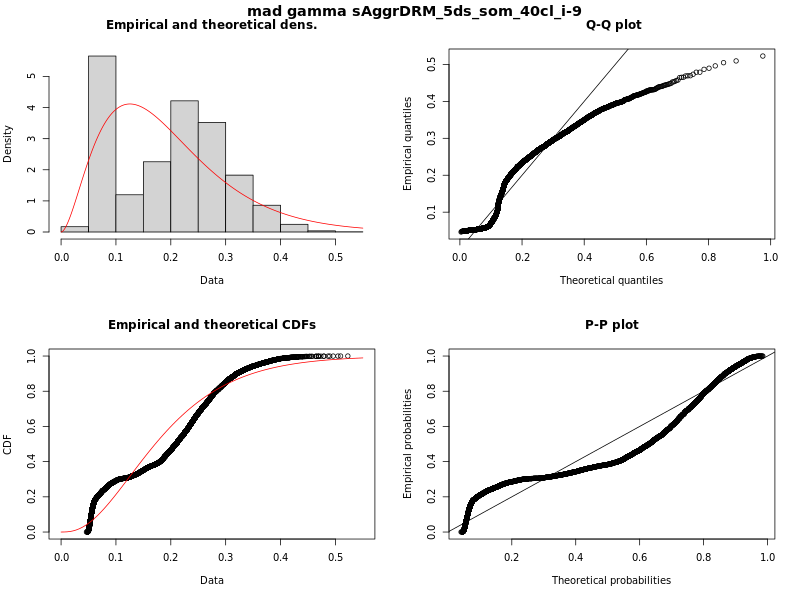 mad gamma sAggrDRM_5ds_som_40cl_i-9
Empirical and theoretical dens.
Density
0 1 2 3 4 5
0.0 0.1 0.2 0.3 0.4 0.5
Data
Q-Q plot
Empirical quantiles
0.1 0.2 0.3 0.4 0.5
0.0 0.2 0.4 0.6 0.8 1.0
Theoretical quantiles
Empirical and theoretical CDFs
CDF
0.0 0.2 0.4 0.6 0.8 1.0
0.0 0.1 0.2 0.3 0.4 0.5
Data
P-P plot
Empirical probabilities
0.0 0.2 0.4 0.6 0.8 1.0
0.2 0.4 0.6 0.8 1.0
Theoretical probabilities